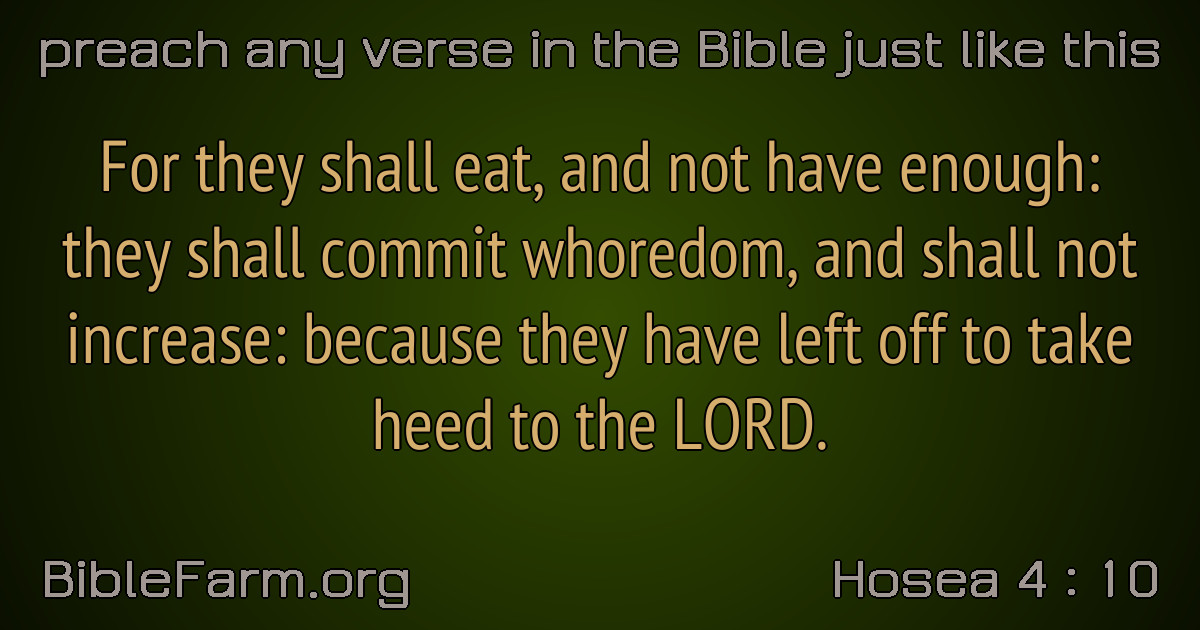 preach any verse in the Bible just like this
For they shall eat, and not have enough:
they shall commit whoredom, and shall not
increase: because they have left off to take
heed to the LORD.
BibleFarm.org
Hosea 4 : 10